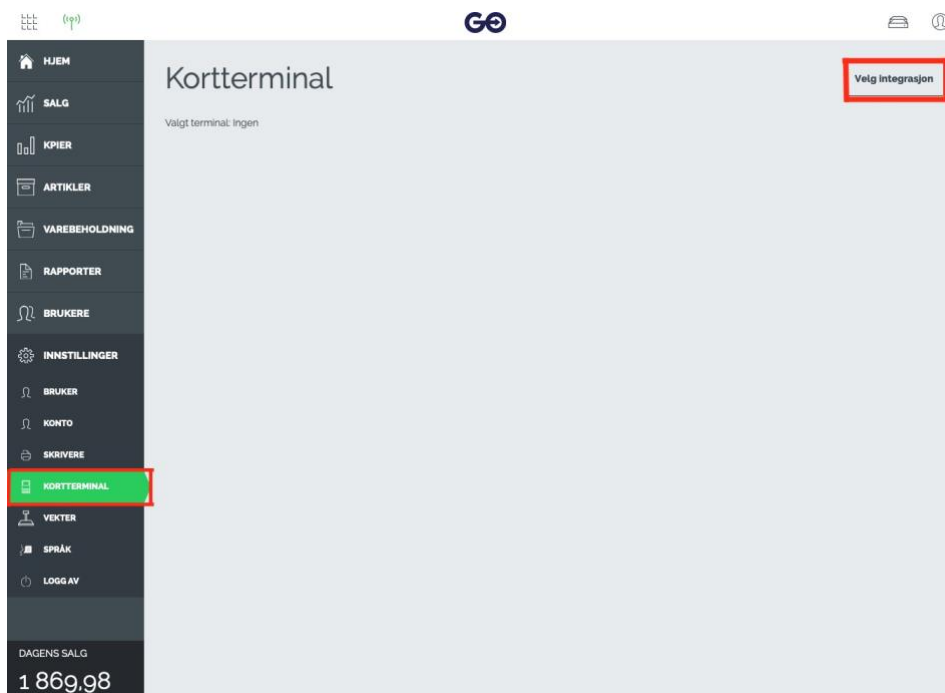 GO
HJEM
Kortterminal
Velg integrasjon
SALG
Valgt terminal: Ingen
KPIER
ARTIKLER
VAREBEHOLDNING
RAPPORTER
BRUKERE
INNSTILLINGER
BRUKER
KONTO
SKRIVERE
KORTTERMINAL
VEKTER
SPRÅK
LOGG AV
DAGENS SALG
1 869,98